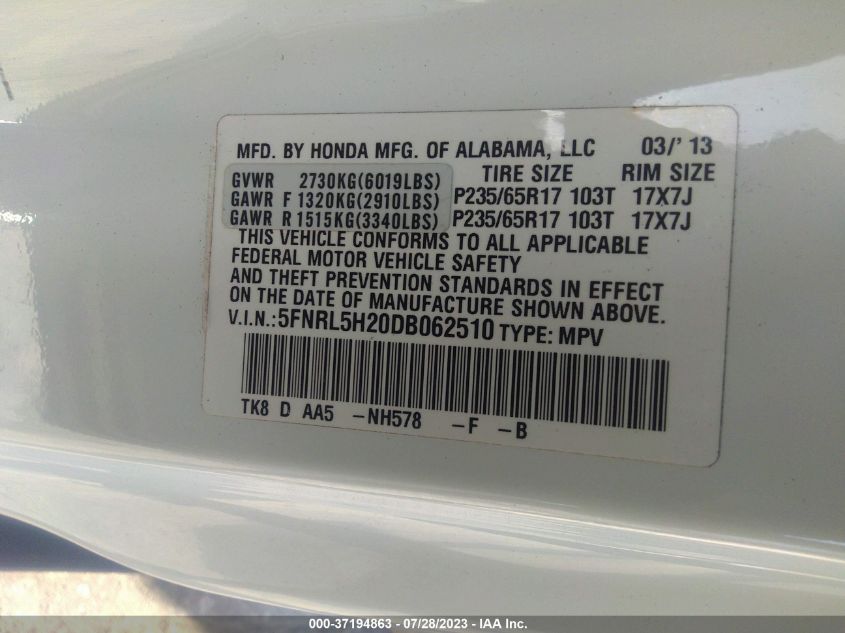 MFD. BY HONDA MFG. OF ALABAMA, LLC 03/'13
GVWR 2730KG(6019LBS) TIRE SIZE RIM SIZE
GAWR F 1320KG(2910LBS) P235/65R17 103T 17X7J
GAWR R 1515KG(3340LBS) P235/65R17 103T 17X7J
THIS VEHICLE CONFORMS TO ALL APPLICABLE
FEDERAL MOTOR VEHICLE SAFETY
AND THEFT PREVENTION STANDARDS IN EFFECT
ON THE DATE OF MANUFACTURE SHOWN ABOVE.
V.I.N.:5FNRL5H20DB062510 TYPE: MPV
TK8 D AA5 -NH578 -F -B
000-37194863 - 07/28/2023 - IAA Inc.